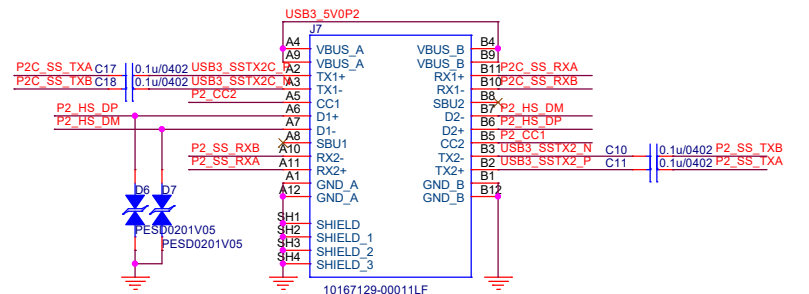 USB3_5V0P2
J7
A4 VBUS_A VBUS_B B4
A9 VBUS_A VBUS_B B9
P2C_SS_TXA C17 0.1u/0402 USB3_SSTX2C_P A2 TX1+ RX1+ B11 P2C_SS_RXA
P2C_SS_TXB C18 0.1u/0402 USB3_SSTX2C_N A3 TX1- RX1- B10 P2C_SS_RXB
P2_CC2 A5 CC1 SBU2 B8
P2_HS_DP A6 D1+ D2- B7 P2_HS_DM
P2_HS_DM A7 D1- D2+ B6 P2_HS_DP
A8 SBU1 CC2 B5 P2_CC1
P2_SS_RXB A10 RX2- TX2- B3 USB3_SSTX2_N C10 0.1u/0402 P2_SS_TXB
P2_SS_RXA A11 RX2+ TX2+ B2 USB3_SSTX2_P C11 0.1u/0402 P2_SS_TXA
A1 GND_A GND_B B1
A12 GND_A GND_B B12
D6 D7
PESD0201V05
PESD0201V05
SH1 SHIELD
SH2 SHIELD_1
SH3 SHIELD_2
SH4 SHIELD_3
10167129-00011LF